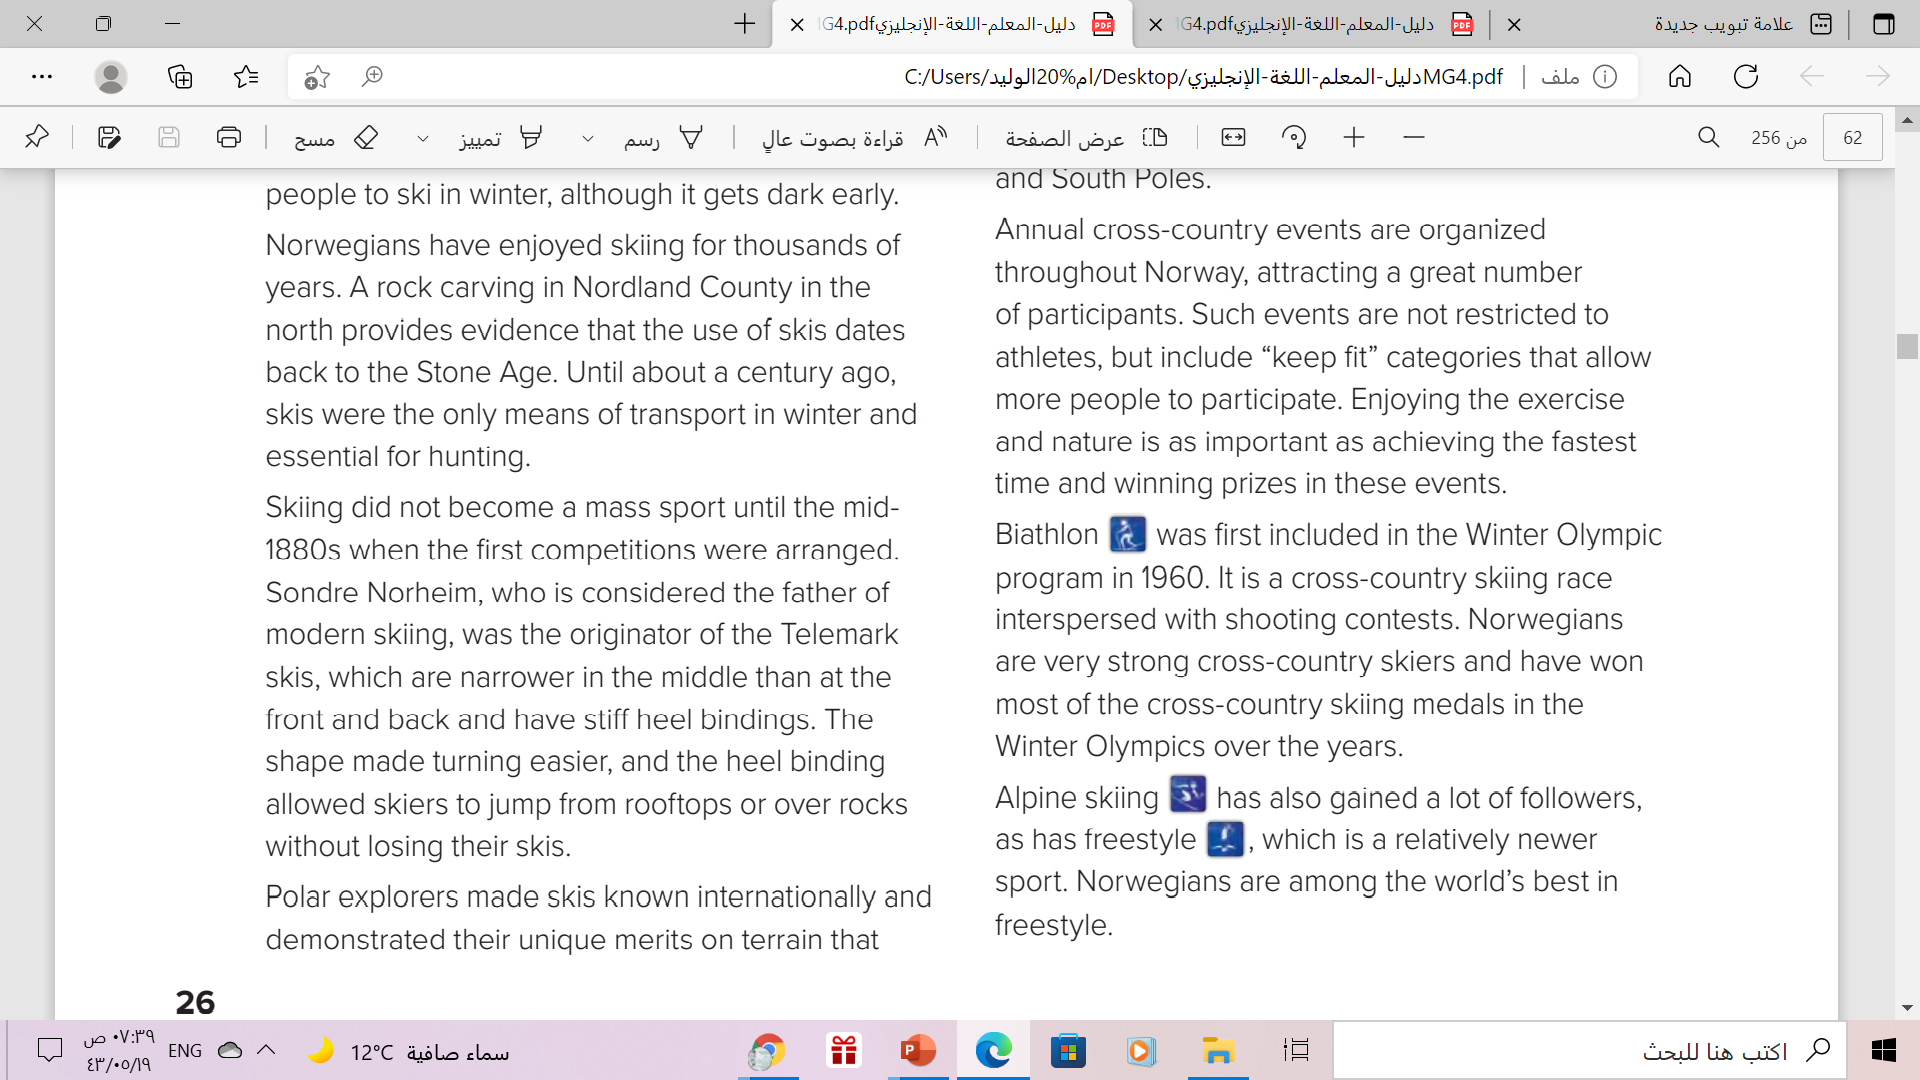 دليل-المعلم-اللغة-الإنجليزيMG4.pdf
دليل-المعلم-اللغة-الإنجليزيMG4.pdf
علامة تبويب جديدة
C:/Users/ام%20الوليد/Desktop/دليل-المعلم-اللغة-الإنجليزيMG4.pdf
ملف
مسح
تمييز
رسم
قراءة بصوت عالٍ
عرض الصفحة
من 256
62
people to ski in winter, although it gets dark early.
Norwegians have enjoyed skiing for thousands of
years. A rock carving in Nordland County in the
north provides evidence that the use of skis dates
back to the Stone Age. Until about a century ago,
skis were the only means of transport in winter and
essential for hunting.
Skiing did not become a mass sport until the mid-
1880s when the first competitions were arranged.
Sondre Norheim, who is considered the father of
modern skiing, was the originator of the Telemark
skis, which are narrower in the middle than at the
front and back and have stiff heel bindings. The
shape made turning easier, and the heel binding
allowed skiers to jump from rooftops or over rocks
without losing their skis.
Polar explorers made skis known internationally and
demonstrated their unique merits on terrain that
and South Poles.
Annual cross-country events are organized
throughout Norway, attracting a great number
of participants. Such events are not restricted to
athletes, but include “keep fit” categories that allow
more people to participate. Enjoying the exercise
and nature is as important as achieving the fastest
time and winning prizes in these events.
Biathlon was first included in the Winter Olympic
program in 1960. It is a cross-country skiing race
interspersed with shooting contests. Norwegians
are very strong cross-country skiers and have won
most of the cross-country skiing medals in the
Winter Olympics over the years.
Alpine skiing has also gained a lot of followers,
as has freestyle , which is a relatively newer
sport. Norwegians are among the world’s best in
freestyle.
26
٠٧:٣٩ ص
٤٣/٠٥/١٩
ENG
12°C سماء صافية
اكتب هنا للبحث